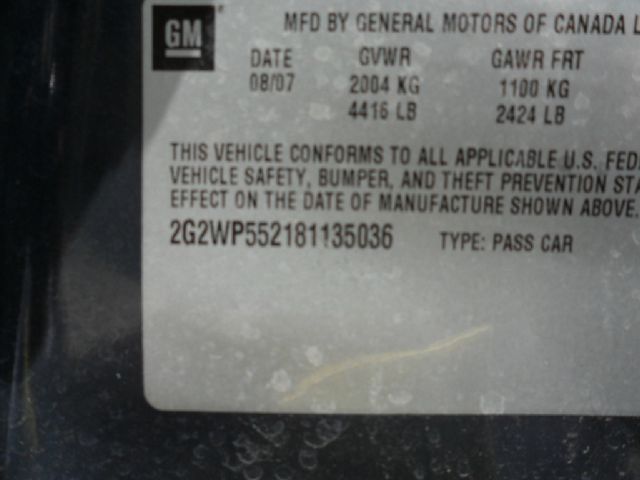 GM
MFD BY GENERAL MOTORS OF CANADA L
DATE GVWR GAWR FRT
08/07 2004 KG 1100 KG
4416 LB 2424 LB
THIS VEHICLE CONFORMS TO ALL APPLICABLE U.S. FED
VEHICLE SAFETY, BUMPER, AND THEFT PREVENTION STA
EFFECT ON THE DATE OF MANUFACTURE SHOWN ABOVE.
2G2WP552181135036 TYPE: PASS CAR